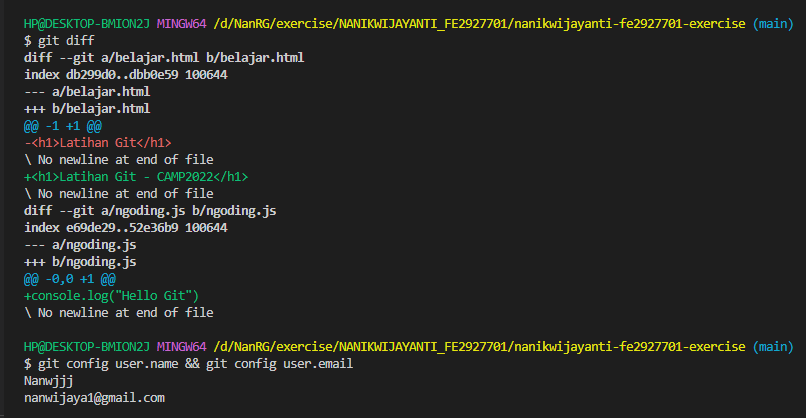 HP@DESKTOP-BMION2J MINGW64 /d/NanRG/exercise/NANIKWIJAYANTI_FE2927701/nanikwijayanti-fe2927701-exercise (main)
$ git diff
diff --git a/belajar.html b/belajar.html
index db299d0..dbb0e59 100644
--- a/belajar.html
+++ b/belajar.html
@@ -1 +1 @@
-<h1>Latihan Git</h1>
\ No newline at end of file
+<h1>Latihan Git - CAMP2022</h1>
\ No newline at end of file
diff --git a/ngoding.js b/ngoding.js
index e69de29..52e36b9 100644
--- a/ngoding.js
+++ b/ngoding.js
@@ -0,0 +1 @@
+console.log("Hello Git")
\ No newline at end of file
HP@DESKTOP-BMION2J MINGW64 /d/NanRG/exercise/NANIKWIJAYANTI_FE2927701/nanikwijayanti-fe2927701-exercise (main)
$ git config user.name && git config user.email
Nanwjjj
nanwijaya1@gmail.com